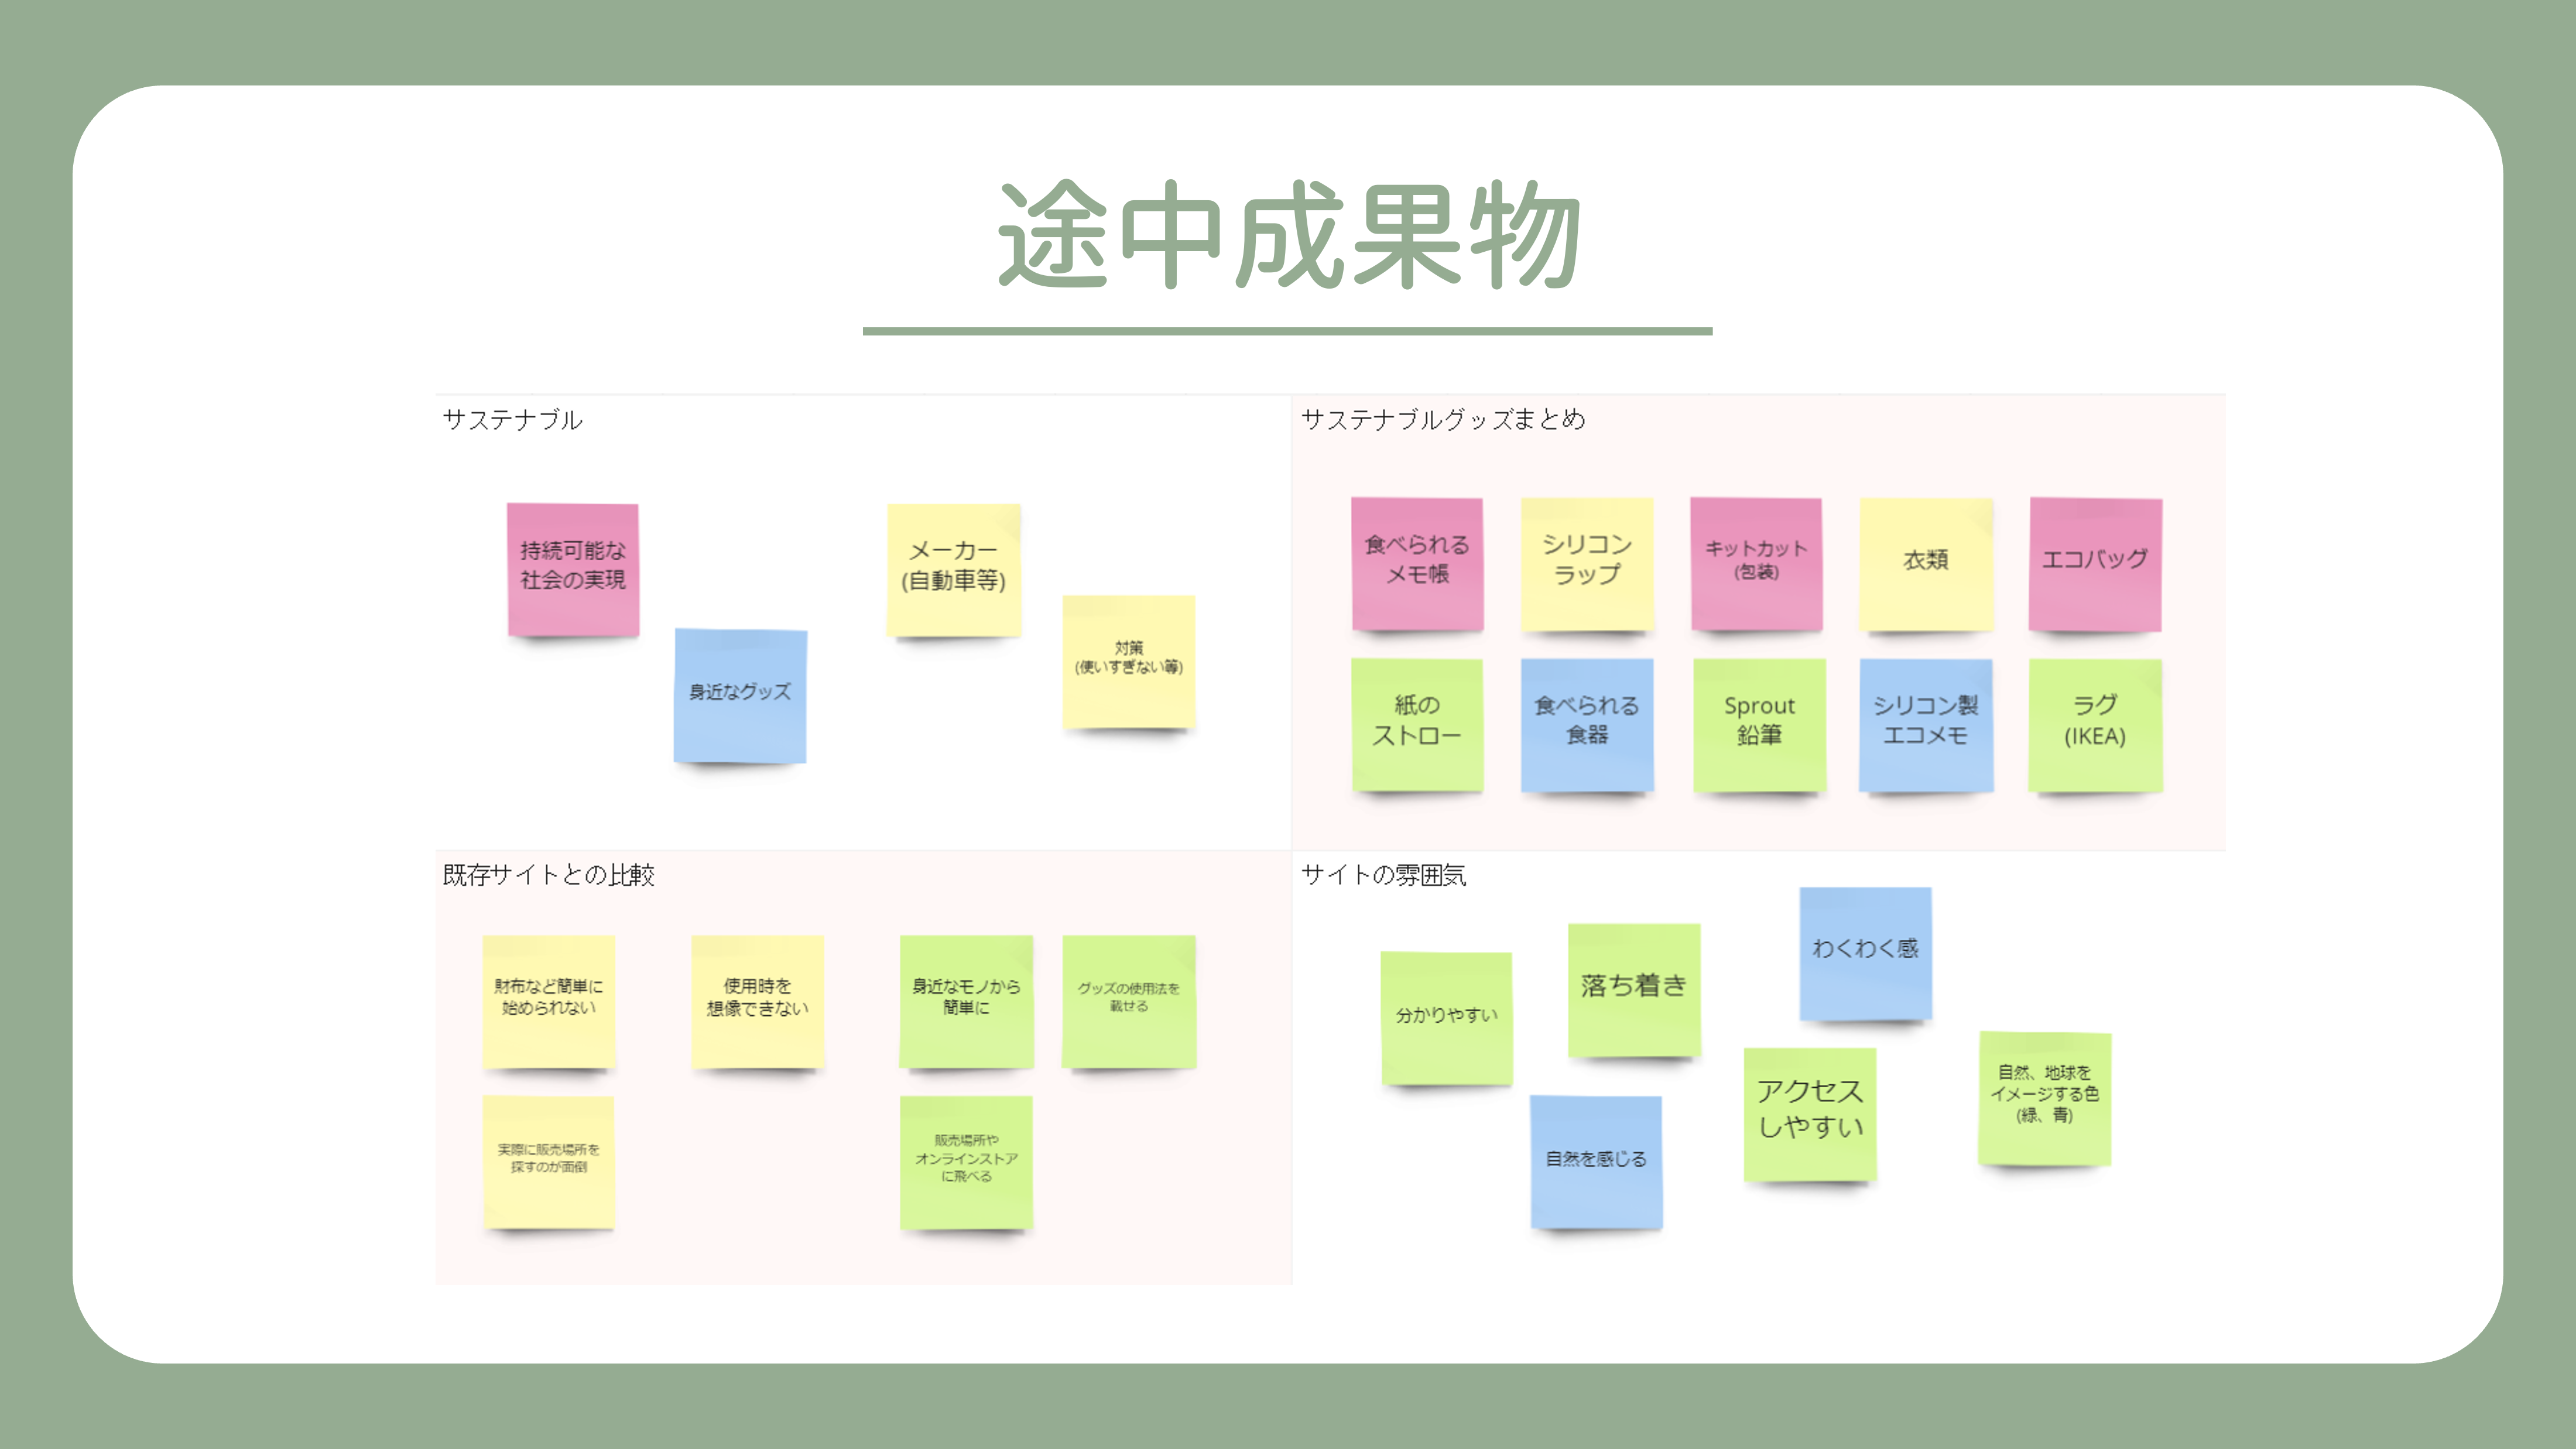 途中成果物
サステナブル
持続可能な
社会の実現
身近なグッズ
メーカー
(自動車等)
対策
(使いすぎない等)
サステナブルグッズまとめ
食べられる
メモ帳
シリコン
ラップ
キットカット
(包装)
衣類
エコバッグ
紙の
ストロー
食べられる
食器
Sprout
鉛筆
シリコン製
エコメモ
ラグ
(IKEA)
既存サイトとの比較
財布など簡単に
始められない
使用時を
想像できない
身近なモノから
簡単に
グッズの使用法を
載せる
実際に販売場所を
探すのが面倒
販売場所や
オンラインストア
に飛べる
サイトの雰囲気
分かりやすい
落ち着き
わくわく感
自然を感じる
アクセス
しやすい
自然、地球を
イメージする色
(緑、青)